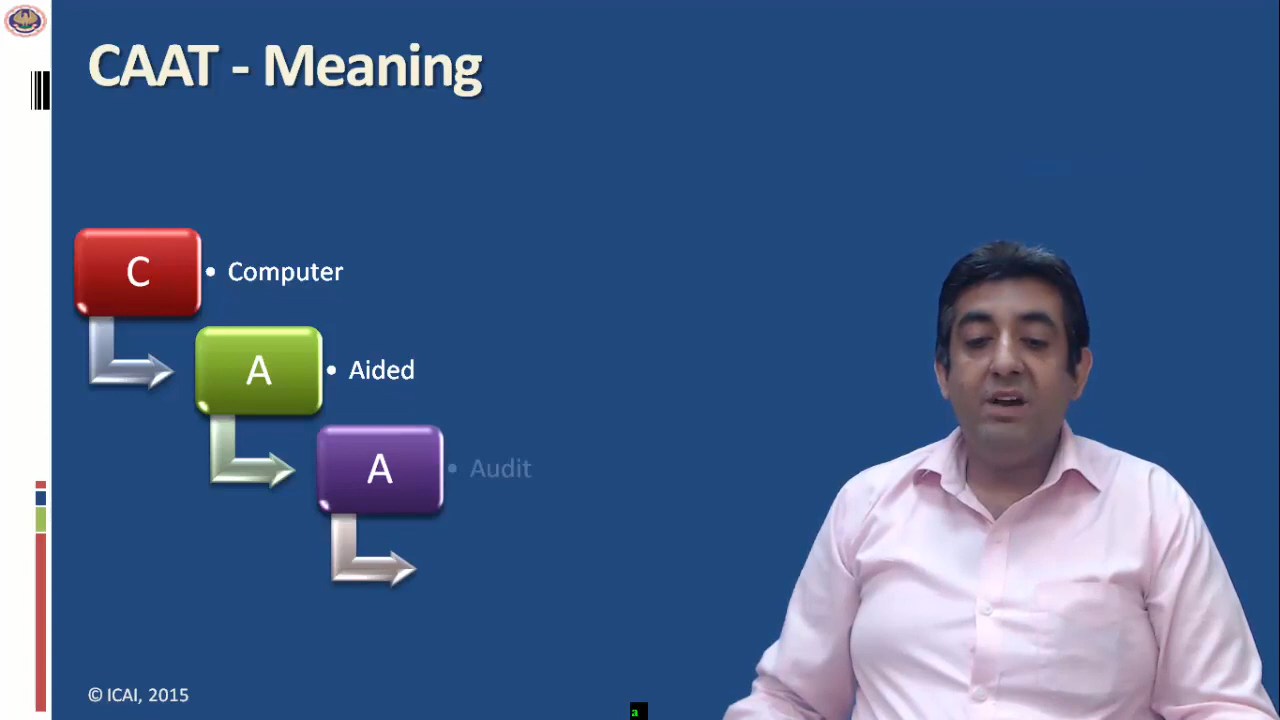 CAAT - Meaning
C
• Computer
A
• Aided
A
• Audit
© ICAI, 2015
a